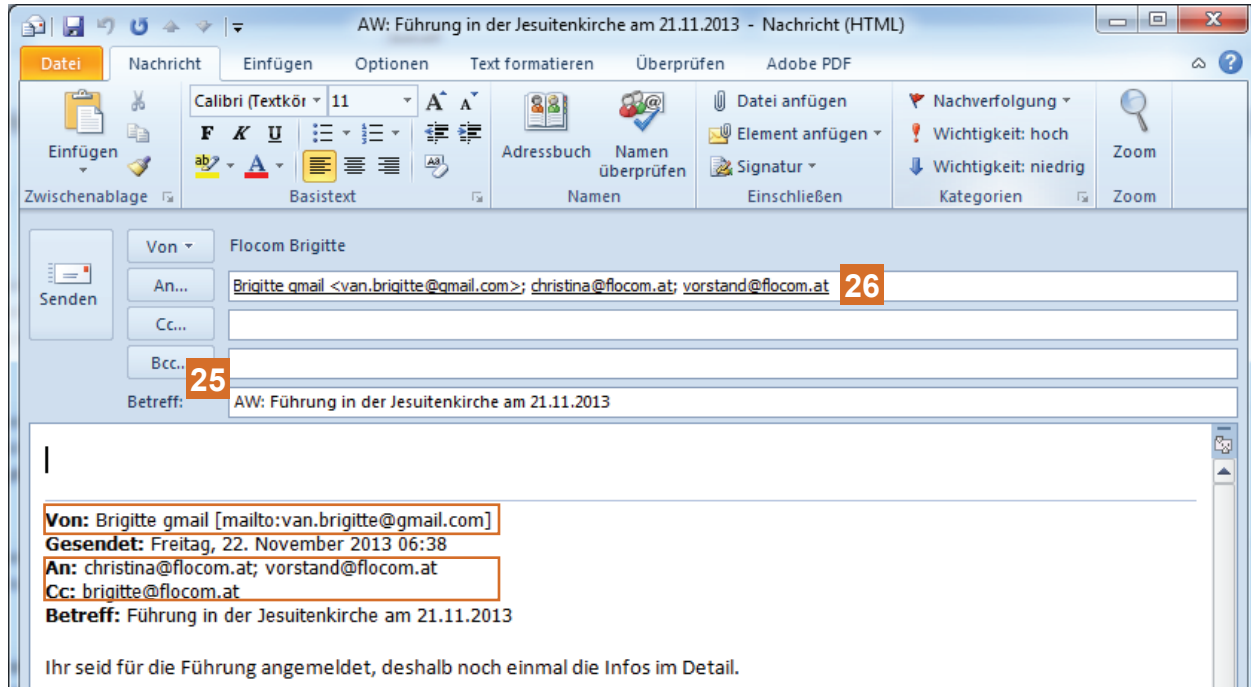 AW: Führung in der Jesuitenkirche am 21.11.2013 - Nachricht (HTML)
Datei Nachricht Einfügen Optionen Text formatieren Überprüfen Adobe PDF
Einfügen
Zwischenablage
Calibri (Textkör 11
F K U
Basistext
Adressbuch
Namen überprüfen
Namen
Datei anfügen
Element anfügen
Signatur
Einschließen
Nachverfolgung
Wichtigkeit: hoch
Wichtigkeit: niedrig
Kategorien
Zoom
Zoom
Senden
Von Flocom Brigitte
An... Brigitte gmail <van.brigitte@gmail.com>; christina@flocom.at; vorstand@flocom.at 26
Cc...
Bcc..
25
Betreff: AW: Führung in der Jesuitenkirche am 21.11.2013
Von: Brigitte gmail [mailto:van.brigitte@gmail.com]
Gesendet: Freitag, 22. November 2013 06:38
An: christina@flocom.at; vorstand@flocom.at
Cc: brigitte@flocom.at
Betreff: Führung in der Jesuitenkirche am 21.11.2013
Ihr seid für die Führung angemeldet, deshalb noch einmal die Infos im Detail.